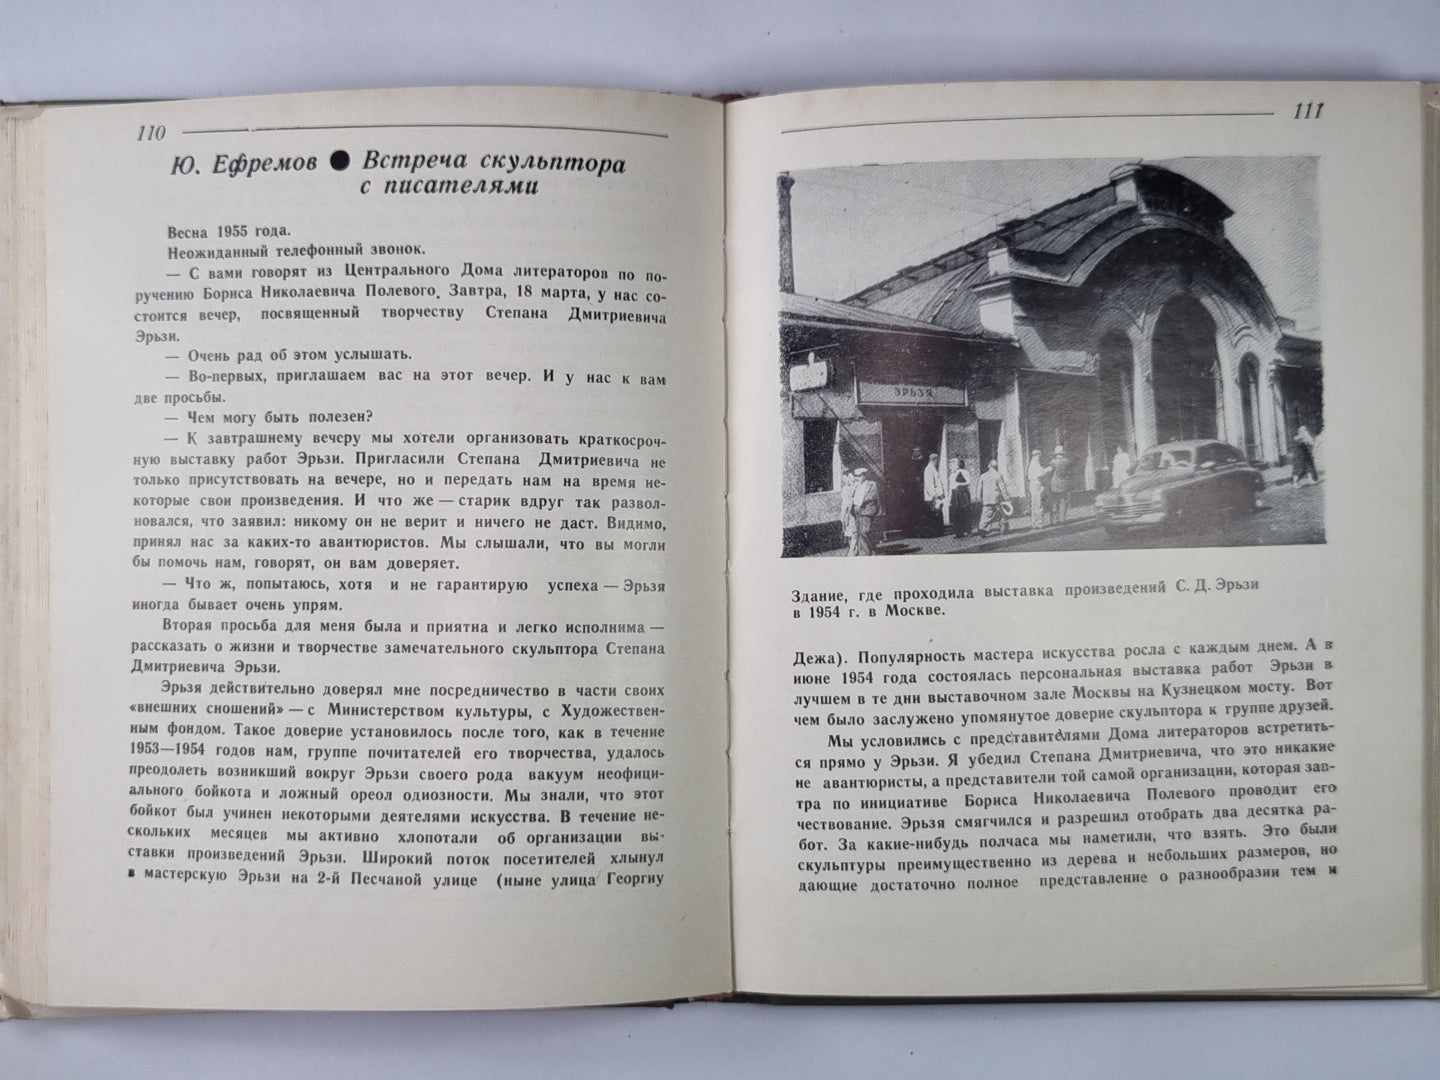 110
Ю. Ефремов ● Встреча скульптора
с писателями
Весна 1955 года.
Неожиданный телефонный звонок.
— С вами говорят из Центрального Дома литераторов по по-
ручению Бориса Николаевича Полевого. Завтра, 18 марта, у нас со-
стоится вечер, посвященный творчеству Степана Дмитриевича
Эрьзи.
— Очень рад об этом услышать.
— Во-первых, приглашаем вас на этот вечер. И у нас к вам
две просьбы.
— Чем могу быть полезен?
— К завтрашнему вечеру мы хотели организовать краткосроч-
ную выставку работ Эрьзи. Пригласили Степана Дмитриевича не
только присутствовать на вечере, но и передать нам на время не-
которые свои произведения. И что же — старик вдруг так развол-
новался, что заявил: никому он не верит и ничего не даст. Видимо,
принял нас за каких-то авантюристов. Мы слышали, что вы могли
бы помочь нам, говорят, он вам доверяет.
— Что ж, попытаюсь, хотя и не гарантирую успеха — Эрьзя
иногда бывает очень упрям.
Вторая просьба для меня была и приятна и легко исполнима —
рассказать о жизни и творчестве замечательного скульптора Степана
Дмитриевича Эрьзи.
Эрьзя действительно доверял мне посредничество в части своих
«внешних сношений» — с Министерством культуры, с Художествен-
ным фондом. Такое доверие установилось после того, как в течение
1953—1954 годов нам, группе почитателей его творчества, удалось
преодолеть возникший вокруг Эрьзи своего рода вакуум неофици-
ального бойкота и ложный ореол одиозности. Мы знали, что этот
бойкот был учинен некоторыми деятелями искусства. В течение не-
скольких месяцев мы активно хлопотали об организации вы-
ставки произведений Эрьзи. Широкий поток посетителей хлынул
в мастерскую Эрьзи на 2-й Песчаной улице (ныне улица Георгиу
111
ЭРЬЗЯ
Здание, где проходила выставка произведений С. Д. Эрьзи
в 1954 г. в Москве.
Дежа). Популярность мастера искусства росла с каждым днем. А в
июне 1954 года состоялась персональная выставка работ Эрьзи в
лучшем в те дни выставочном зале Москвы на Кузнецком мосту. Вот
чем было заслужено упомянутое доверие скульптора к группе друзей.
Мы условились с представителями Дома литераторов встретить-
ся прямо у Эрьзи. Я убедил Степана Дмитриевича, что это никакие
не авантюристы, а представители той самой организации, которая зав-
тра по инициативе Бориса Николаевича Полевого проводит его
чествование. Эрьзя смягчился и разрешил отобрать два десятка ра-
бот. За какие-нибудь полчаса мы наметили, что взять. Это были
скульптуры преимущественно из дерева и небольших размеров, но
дающие достаточно полное представление о разнообразии тем и